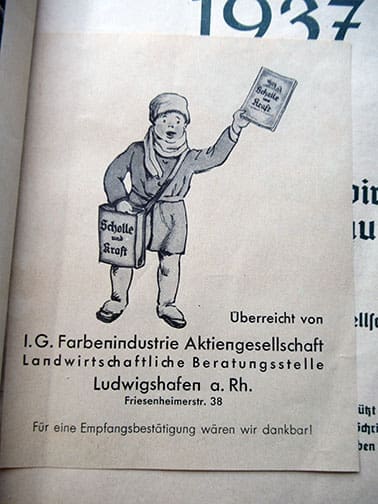 1937
Scholle
und
Kraft
Scholle
und
Kraft
Überreicht von
I.G. Farbenindustrie Aktiengesellschaft
Landwirtschaftliche Beratungsstelle
Ludwigshafen a. Rh.
Friesenheimerstr. 38
Für eine Empfangsbestätigung wären wir dankbar!